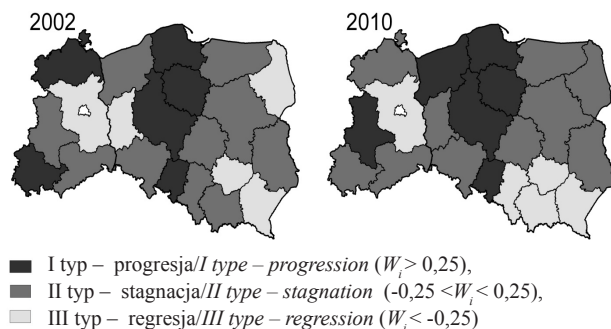 2002
2010
I typ – progresja/I type – progression (Wi > 0,25),
II typ – stagnacja/II type – stagnation (-0,25 <Wi < 0,25),
III typ – regresja/III type – regression (Wi < -0,25)